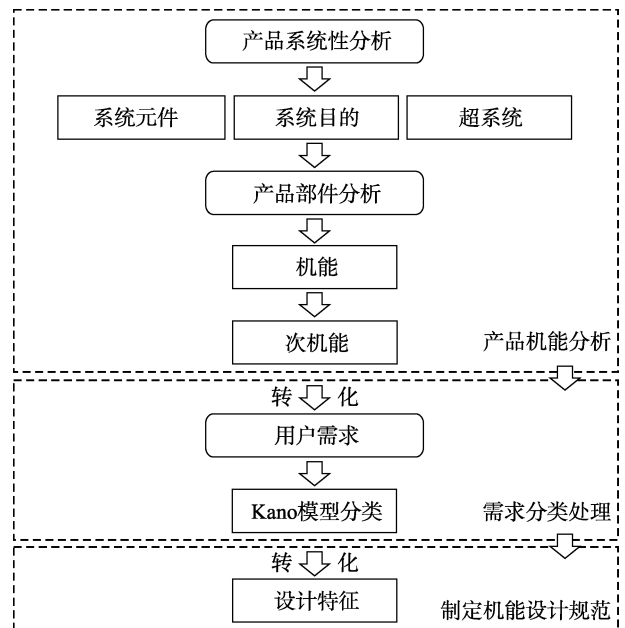 产品系统性分析
系统元件 系统目的 超系统
产品部件分析
机能
次机能
产品机能分析
转 化
用户需求
Kano模型分类
需求分类处理
转 化
设计特征
制定机能设计规范